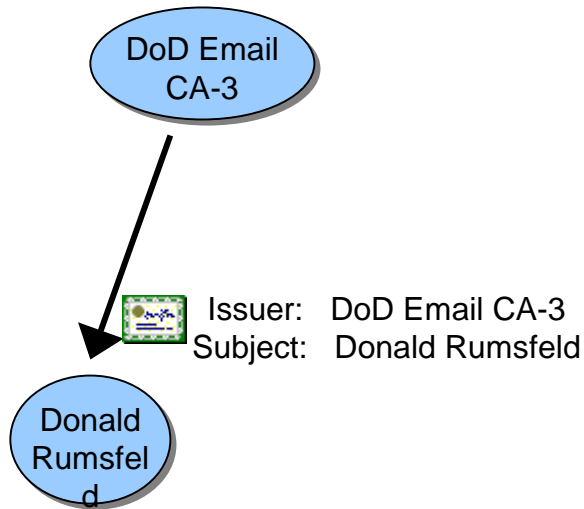 DoD Email
CA-3
Issuer: DoD Email CA-3
Subject: Donald Rumsfeld
Donald
Rumsfel
d